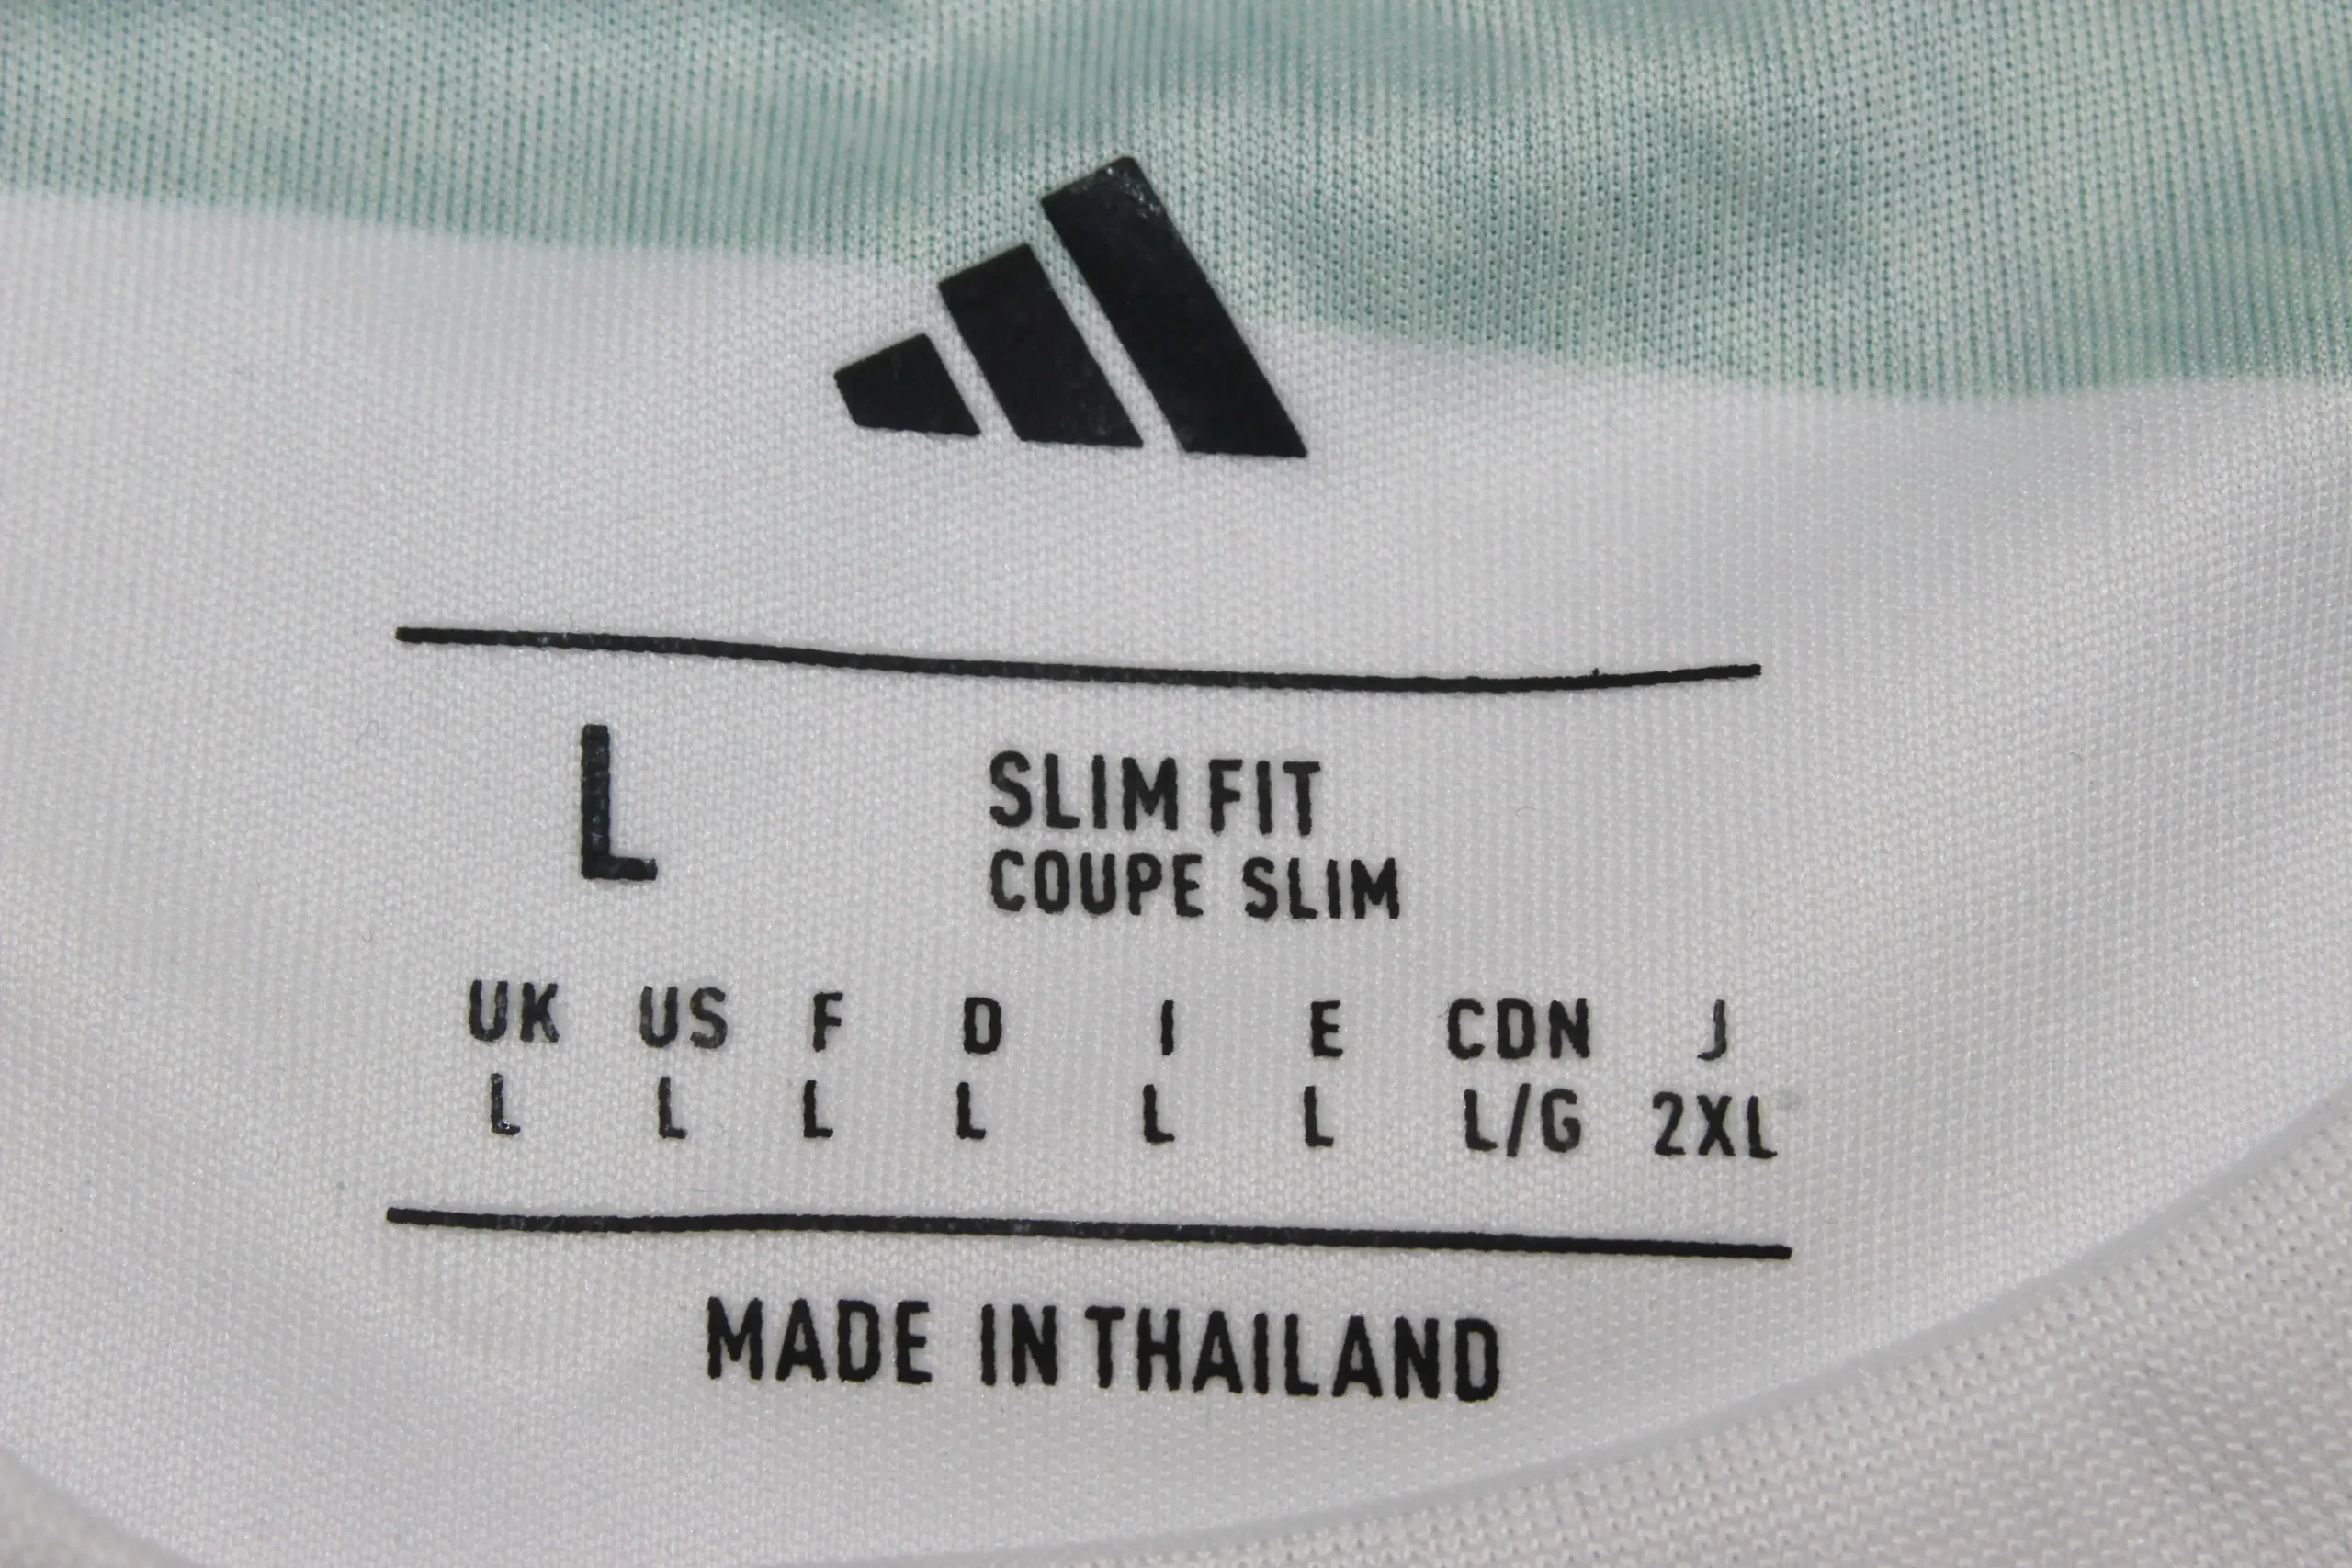 L
SLIM FIT
COUPE SLIM
UK US F D I E CDN J
L L L L L L L/G 2XL
MADE IN THAILAND